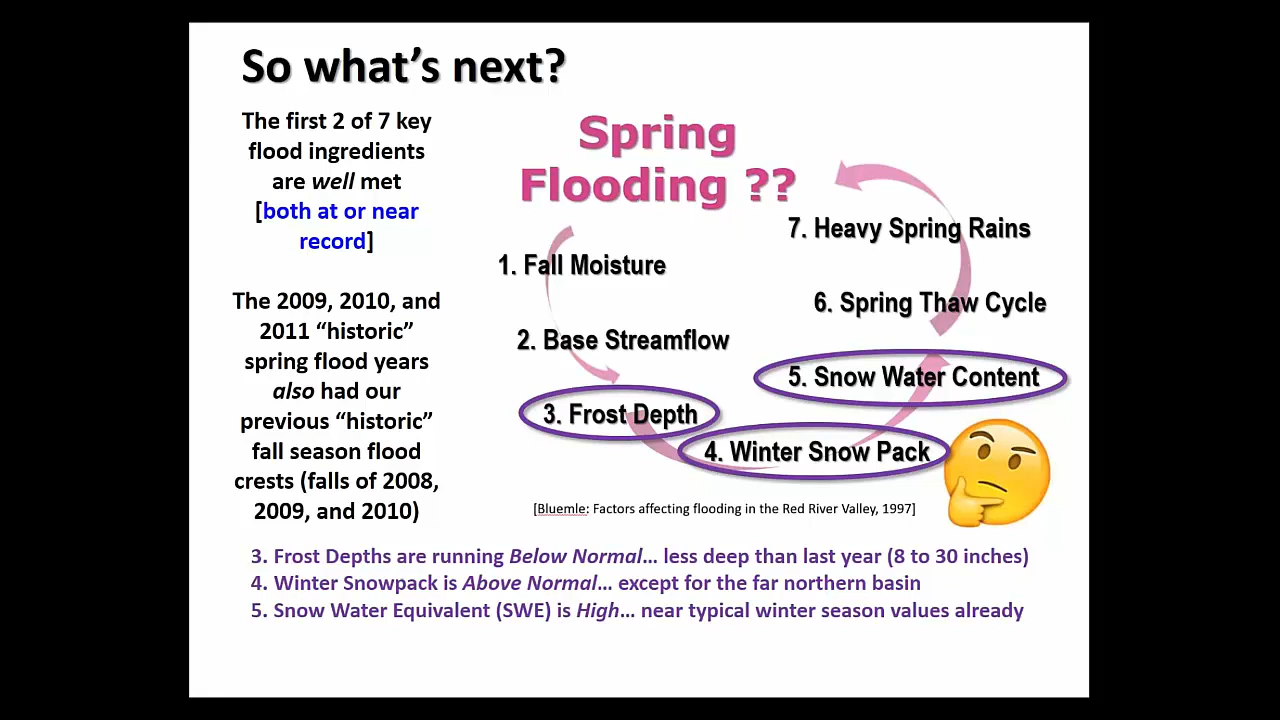 So what's next?
The first 2 of 7 key
flood ingredients
are well met
[both at or near
record]
The 2009, 2010, and
2011 “historic”
spring flood years
also had our
previous “historic”
fall season flood
crests (falls of 2008,
2009, and 2010)
Spring
Flooding ??
1. Fall Moisture
2. Base Streamflow
3. Frost Depth
4. Winter Snow Pack
5. Snow Water Content
6. Spring Thaw Cycle
7. Heavy Spring Rains
[Bluemle: Factors affecting flooding in the Red River Valley, 1997]
3. Frost Depths are running Below Normal... less deep than last year (8 to 30 inches)
4. Winter Snowpack is Above Normal... except for the far northern basin
5. Snow Water Equivalent (SWE) is High... near typical winter season values already